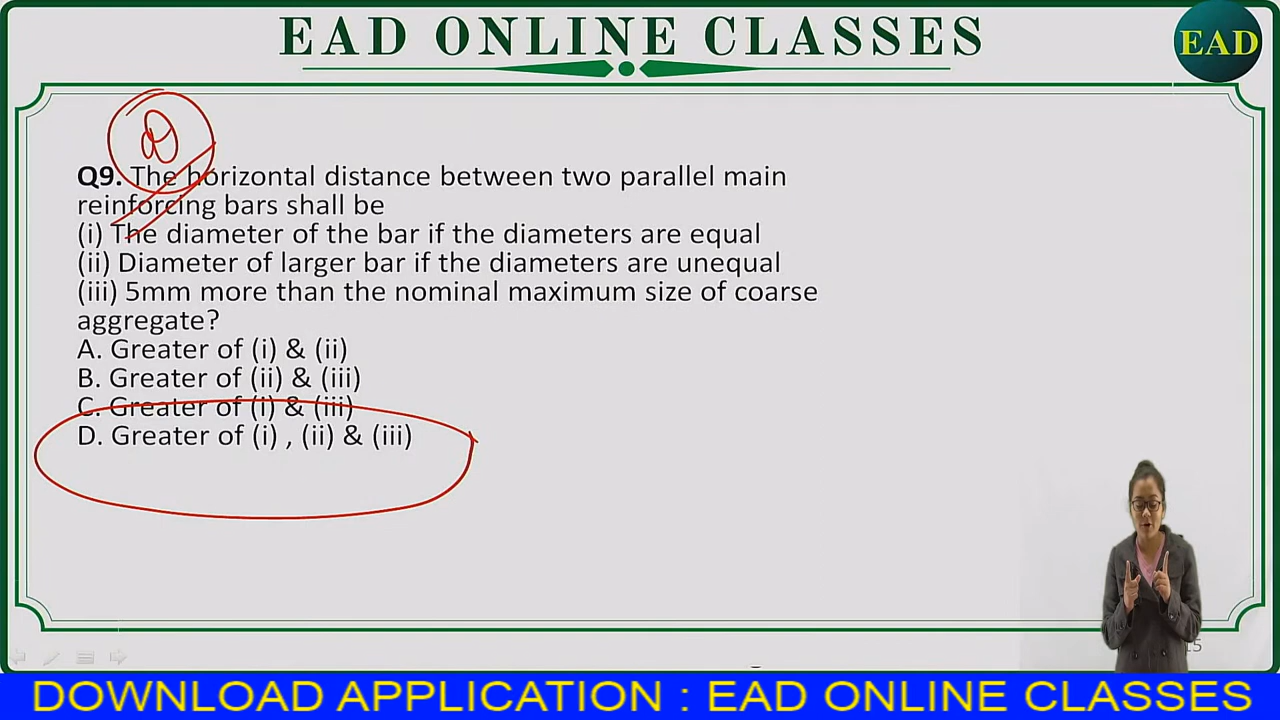 EAD ONLINE CLASSES
EAD
D
Q9. The horizontal distance between two parallel main
reinforcing bars shall be
(i) The diameter of the bar if the diameters are equal
(ii) Diameter of larger bar if the diameters are unequal
(iii) 5mm more than the nominal maximum size of coarse
aggregate?
A. Greater of (i) & (ii)
B. Greater of (ii) & (iii)
C. Greater of (i) & (iii)
D. Greater of (i) , (ii) & (iii)
DOWNLOAD APPLICATION : EAD ONLINE CLASSES